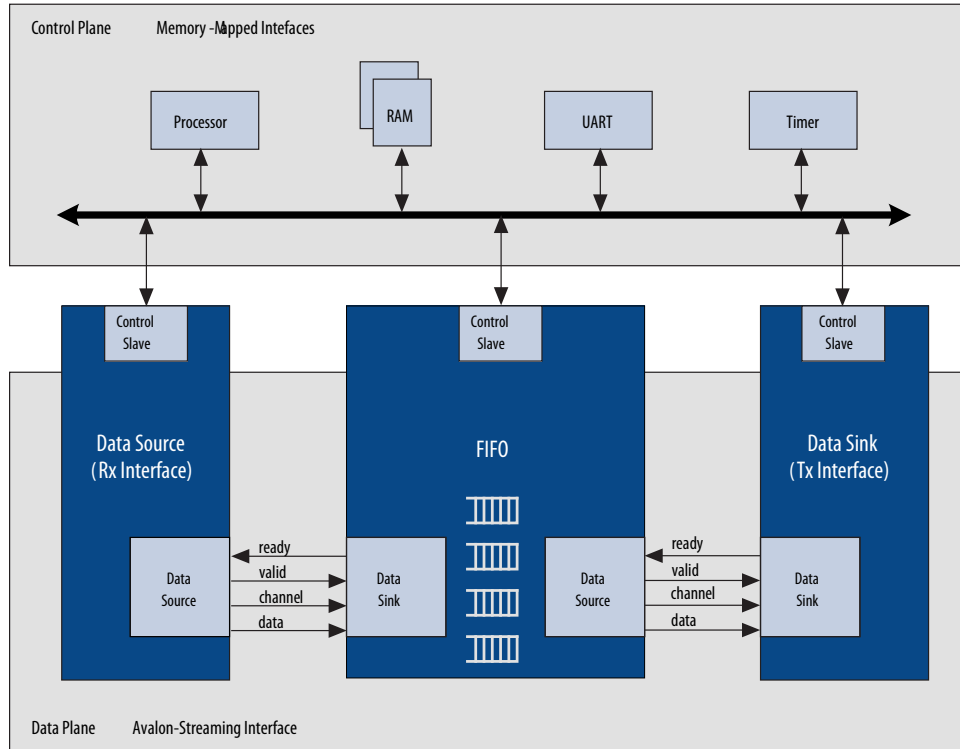 Control Plane Memory -Mapped Intefaces
Processor
RAM
UART
Timer
Control
Slave
Control
Slave
Control
Slave
Data Source
(Rx Interface)
FIFO
Data Sink
(Tx Interface)
Data
Source
ready
valid
channel
data
Data
Sink
Data
Source
ready
valid
channel
data
Data
Sink
Data Plane Avalon-Streaming Interface